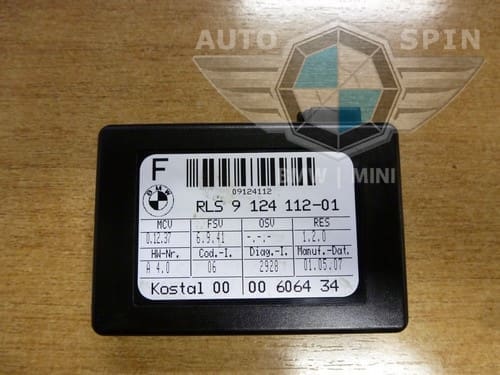 AUTO SPIN
BMW | MINI
F
09124112
BMW
RLS 9 124 112-01
MCV FSV OSV RES
0.12.37 6.9.41 -.-.- 1.2.0
HW-Nr. Cod.-I. Diag.-I. Manuf.-Dat.
A 4.0 06 2928 01.05.07
Kostal 00 00 6064 34